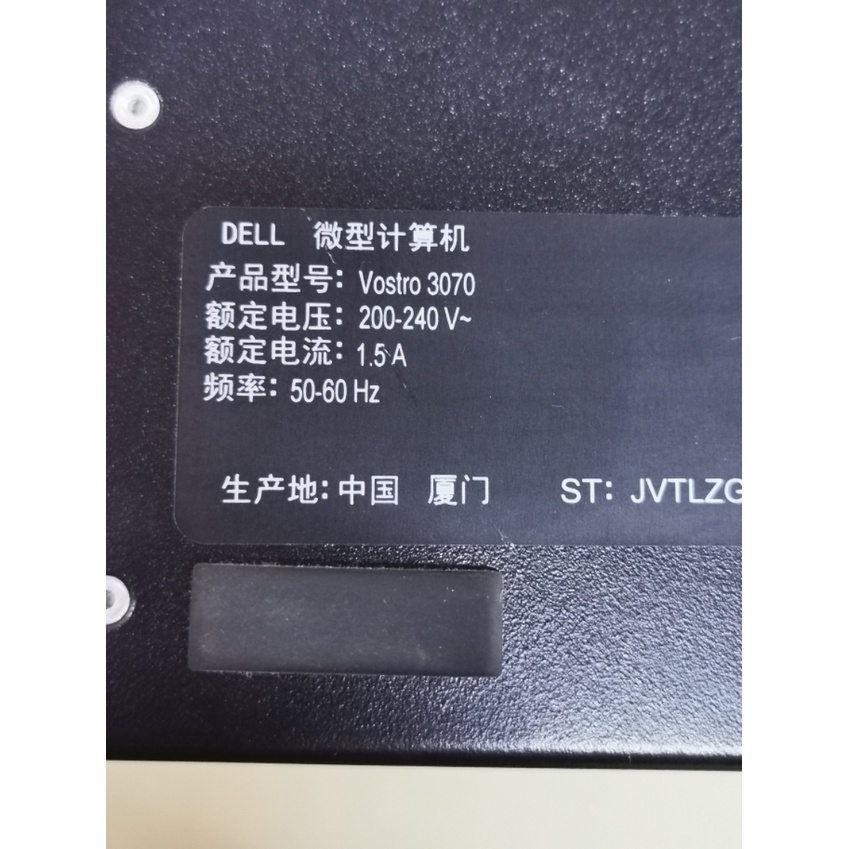 DELL 微型计算机
产品型号: Vostro 3070
额定电压: 200-240 V~
额定电流: 1.5 A
频率: 50-60 Hz
生产地: 中国 厦门 ST: JVTLZG